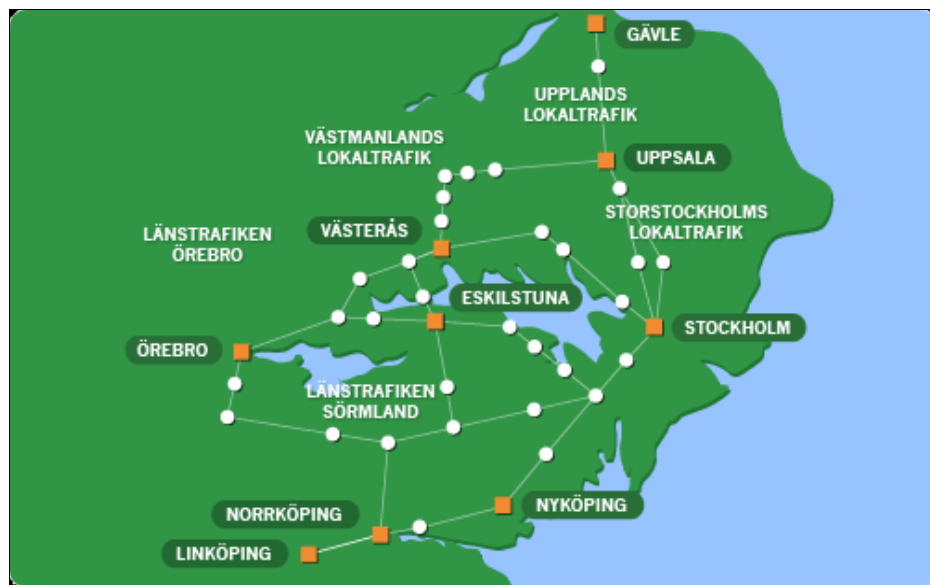 GÄVLE
UPPLANDS
LOKALTRAFIK
VÄSTMANLANDS
LOKALTRAFIK
UPPSALA
STORSTOCKHOLMS
LOKALTRAFIK
VÄSTERÅS
LÄNSTRAFIKEN
ÖREBRO
ESKILSTUNA
STOCKHOLM
ÖREBRO
LÄNSTRAFIKEN
SÖRMLAND
NYKÖPING
NORRKÖPING
LINKÖPING